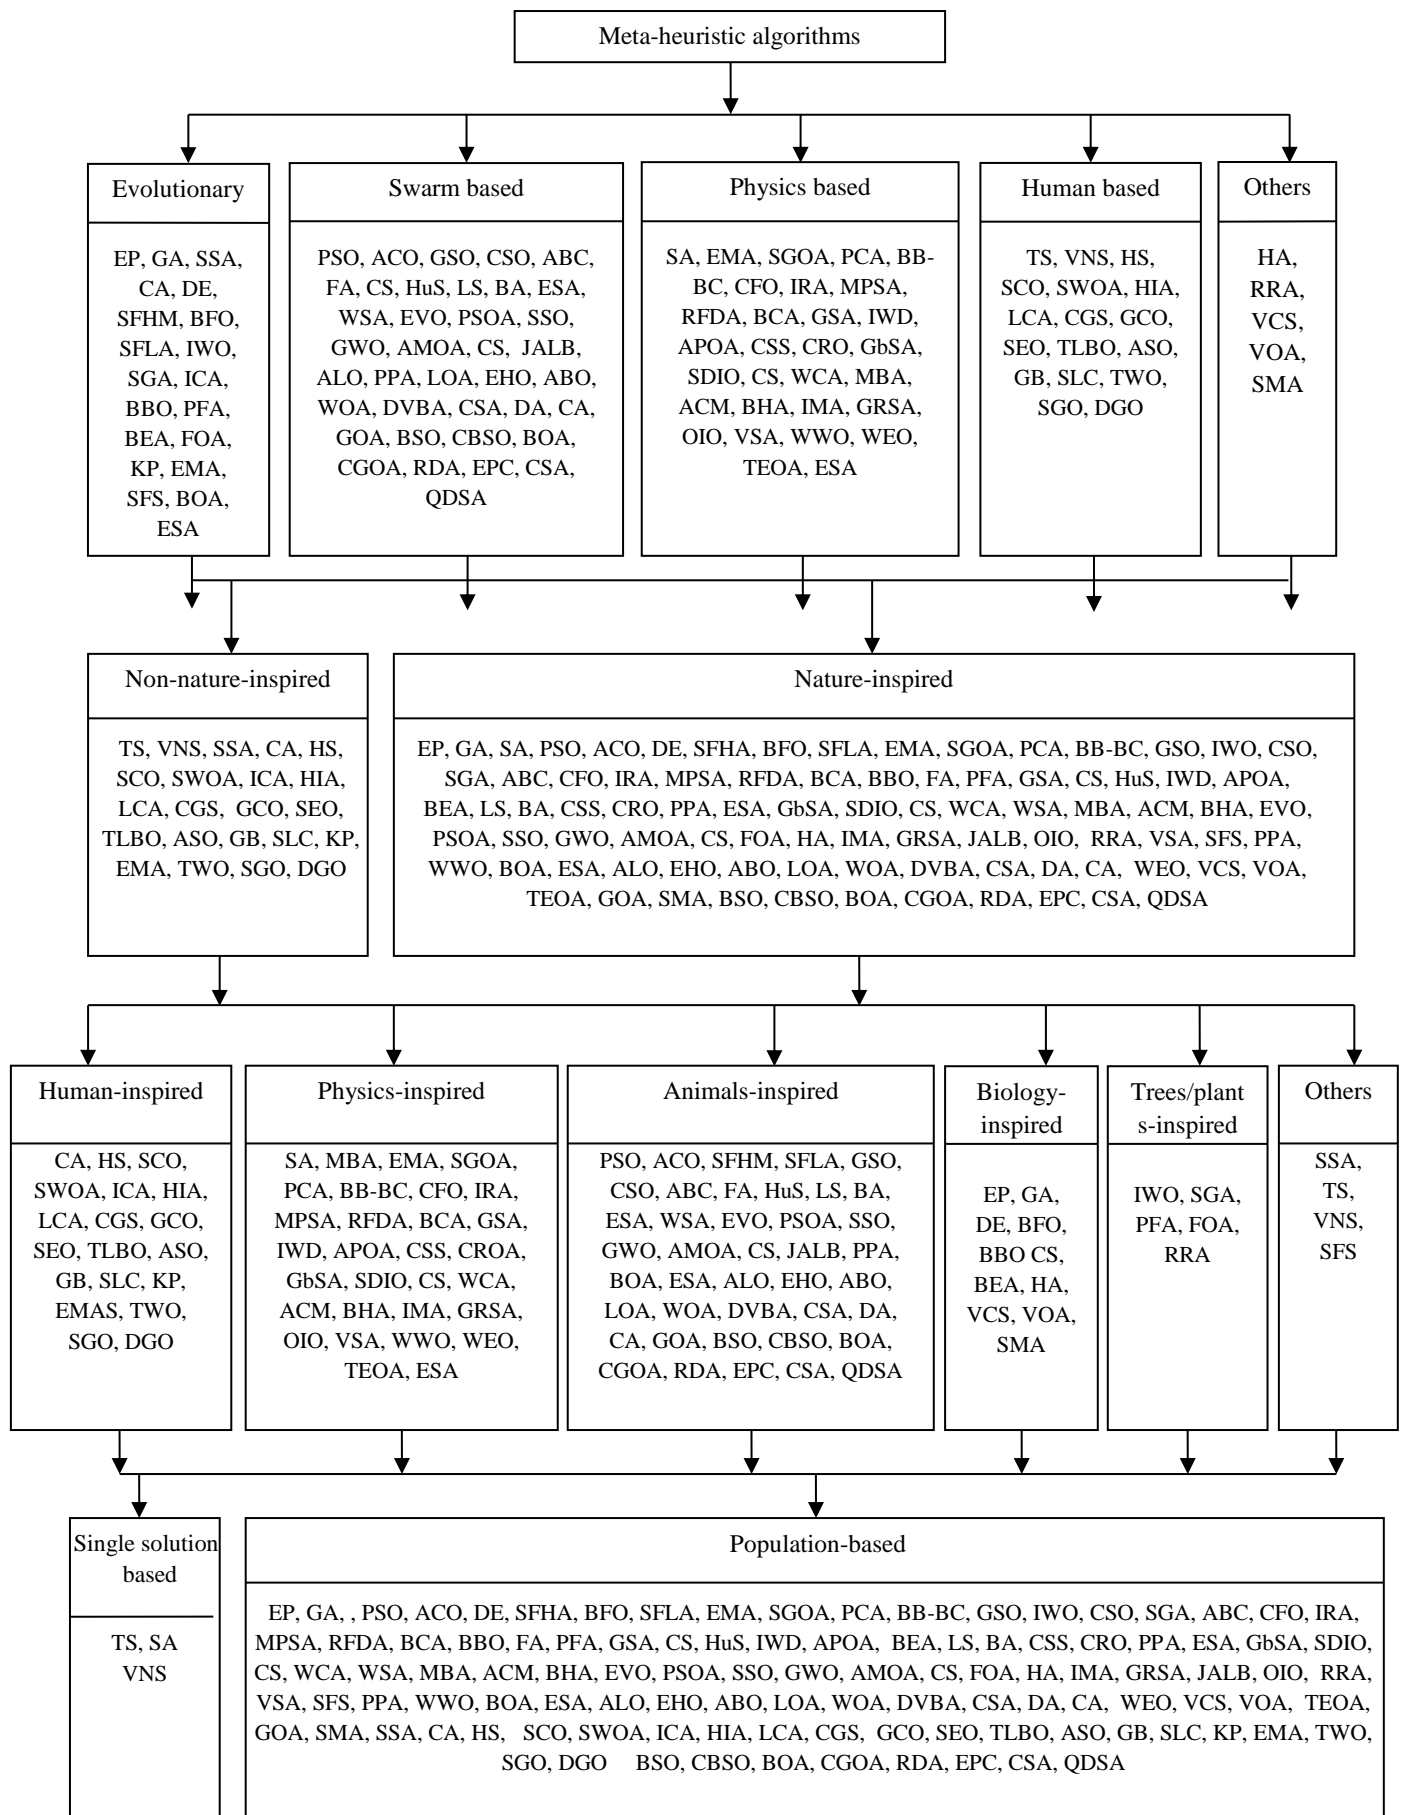 Meta-heuristic algorithms
Evolutionary
EP, GA, SSA,
CA, DE,
SFHM, BFO,
SFLA, IWO,
SGA, ICA,
BBO, PFA,
BEA, FOA,
KP, EMA,
SFS, BOA,
ESA
Swarm based
PSO, ACO, GSO, CSO, ABC,
FA, CS, HuS, LS, BA, ESA,
WSA, EVO, PSOA, SSO,
GWO, AMOA, CS, JALB,
ALO, PPA, LOA, EHO, ABO,
WOA, DVBA, CSA, DA, CA,
GOA, BSO, CBSO, BOA,
CGOA, RDA, EPC, CSA,
QDSA
Physics based
SA, EMA, SGOA, PCA, BB-
BC, CFO, IRA, MPSA,
RFDA, BCA, GSA, IWD,
APOA, CSS, CRO, GbSA,
SDIO, CS, WCA, MBA,
ACM, BHA, IMA, GRSA,
OIO, VSA, WWO, WEO,
TEOA, ESA
Human based
TS, VNS, HS,
SCO, SWOA, HIA,
LCA, CGS, GCO,
SEO, TLBO, ASO,
GB, SLC, TWO,
SGO, DGO
Others
HA,
RRA,
VCS,
VOA,
SMA
Non-nature-inspired
TS, VNS, SSA, CA, HS,
SCO, SWOA, ICA, HIA,
LCA, CGS, GCO, SEO,
TLBO, ASO, GB, SLC, KP,
EMA, TWO, SGO, DGO
Nature-inspired
EP, GA, SA, PSO, ACO, DE, SFHA, BFO, SFLA, EMA, SGOA, PCA, BB-BC, GSO, IWO, CSO,
SGA, ABC, CFO, IRA, MPSA, RFDA, BCA, BBO, FA, PFA, GSA, CS, HuS, IWD, APOA,
BEA, LS, BA, CSS, CRO, PPA, ESA, GbSA, SDIO, CS, WCA, WSA, MBA, ACM, BHA, EVO,
PSOA, SSO, GWO, AMOA, CS, FOA, HA, IMA, GRSA, JALB, OIO, RRA, VSA, SFS, PPA,
WWO, BOA, ESA, ALO, EHO, ABO, LOA, WOA, DVBA, CSA, DA, CA, WEO, VCS, VOA,
TEOA, GOA, SMA, BSO, CBSO, BOA, CGOA, RDA, EPC, CSA, QDSA
Human-inspired
CA, HS, SCO,
SWOA, ICA, HIA,
LCA, CGS, GCO,
SEO, TLBO, ASO,
GB, SLC, KP,
EMAS, TWO,
SGO, DGO
Physics-inspired
SA, MBA, EMA, SGOA,
PCA, BB-BC, CFO, IRA,
MPSA, RFDA, BCA, GSA,
IWD, APOA, CSS, CROA,
GbSA, SDIO, CS, WCA,
ACM, BHA, IMA, GRSA,
OIO, VSA, WWO, WEO,
TEOA, ESA
Animals-inspired
PSO, ACO, SFHM, SFLA, GSO,
CSO, ABC, FA, HuS, LS, BA,
ESA, WSA, EVO, PSOA, SSO,
GWO, AMOA, CS, JALB, PPA,
BOA, ESA, ALO, EHO, ABO,
LOA, WOA, DVBA, CSA, DA,
CA, GOA, BSO, CBSO, BOA,
CGOA, RDA, EPC, CSA, QDSA
Biology-
inspired
EP, GA,
DE, BFO,
BBO CS,
BEA, HA,
VCS, VOA,
SMA
Trees/plant
s-inspired
IWO, SGA,
PFA, FOA,
RRA
Others
SSA,
TS,
VNS,
SFS
Single solution
based
TS, SA
VNS
Population-based
EP, GA, , PSO, ACO, DE, SFHA, BFO, SFLA, EMA, SGOA, PCA, BB-BC, GSO, IWO, CSO, SGA, ABC, CFO, IRA,
MPSA, RFDA, BCA, BBO, FA, PFA, GSA, CS, HuS, IWD, APOA, BEA, LS, BA, CSS, CRO, PPA, ESA, GbSA, SDIO,
CS, WCA, WSA, MBA, ACM, BHA, EVO, PSOA, SSO, GWO, AMOA, CS, FOA, HA, IMA, GRSA, JALB, OIO, RRA,
VSA, SFS, PPA, WWO, BOA, ESA, ALO, EHO, ABO, LOA, WOA, DVBA, CSA, DA, CA, WEO, VCS, VOA, TEOA,
GOA, SMA, SSA, CA, HS, SCO, SWOA, ICA, HIA, LCA, CGS, GCO, SEO, TLBO, ASO, GB, SLC, KP, EMA, TWO,
SGO, DGO BSO, CBSO, BOA, CGOA, RDA, EPC, CSA, QDSA